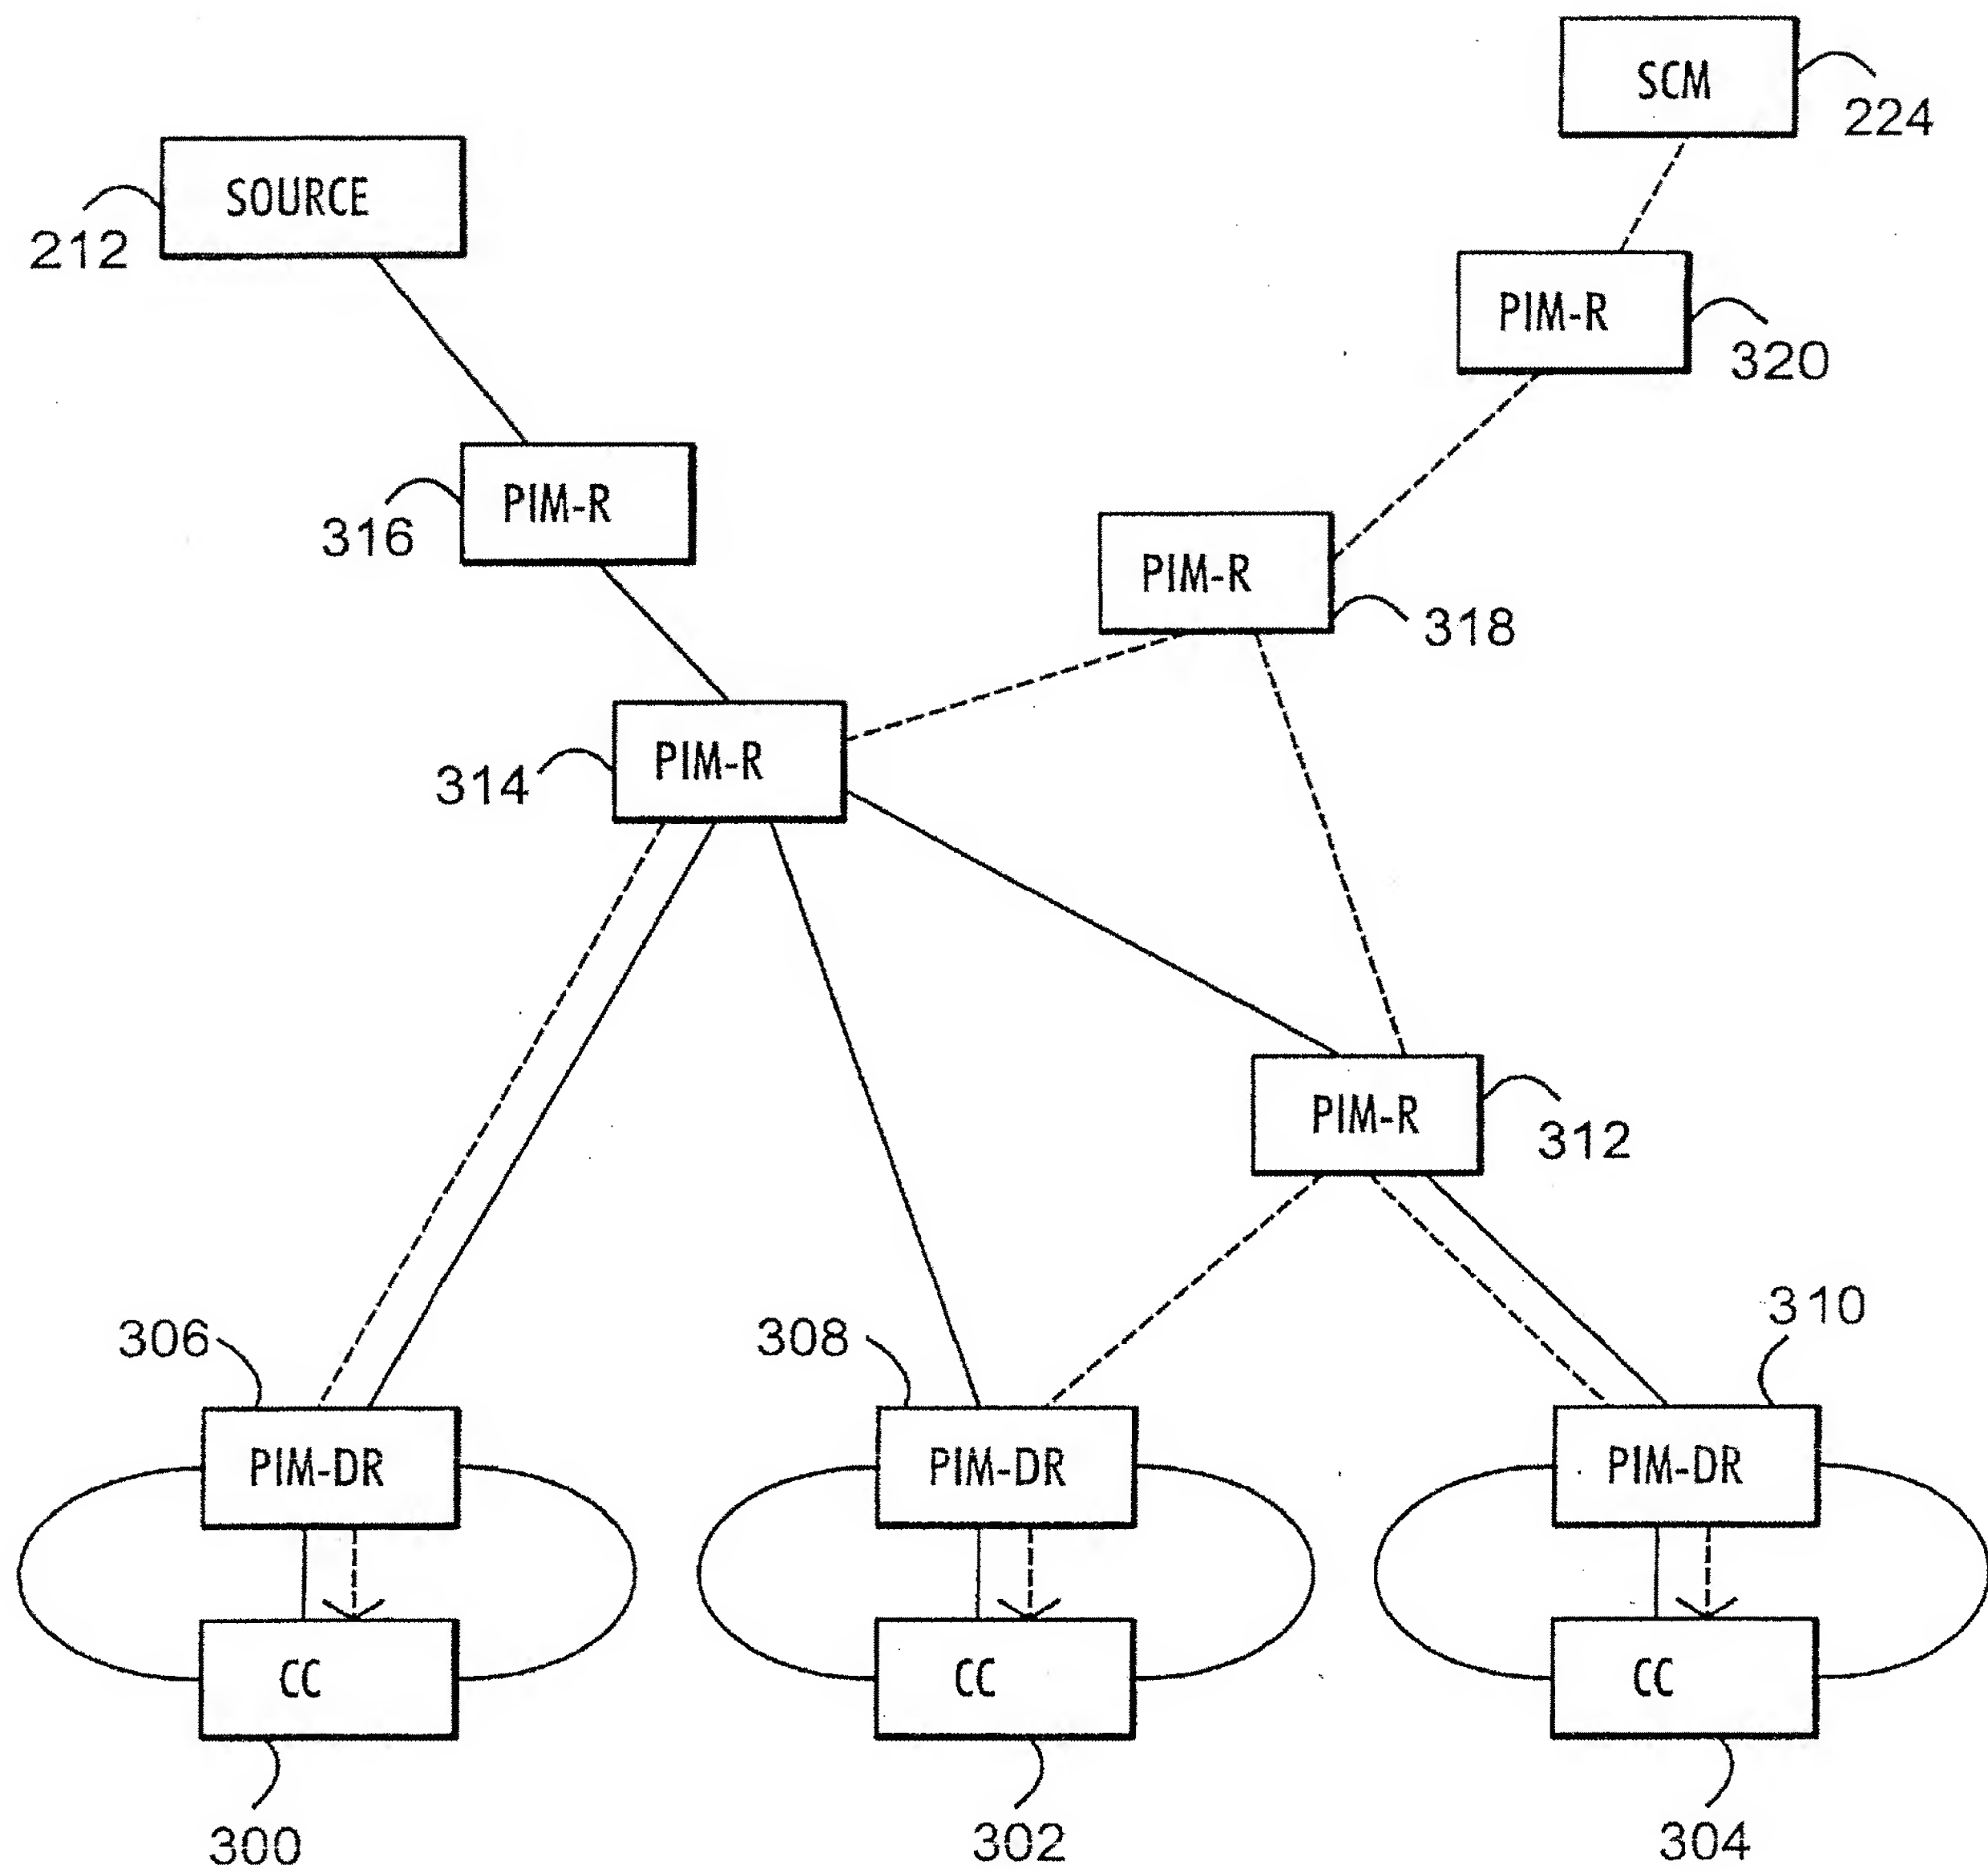 SCM
224
SOURCE
212
PIM-R
320
PIM-R
316
PIM-R
318
PIM-R
314
PIM-R
312
306
308
310
PIM-DR
PIM-DR
PIM-DR
CC
CC
CC
300
302
304